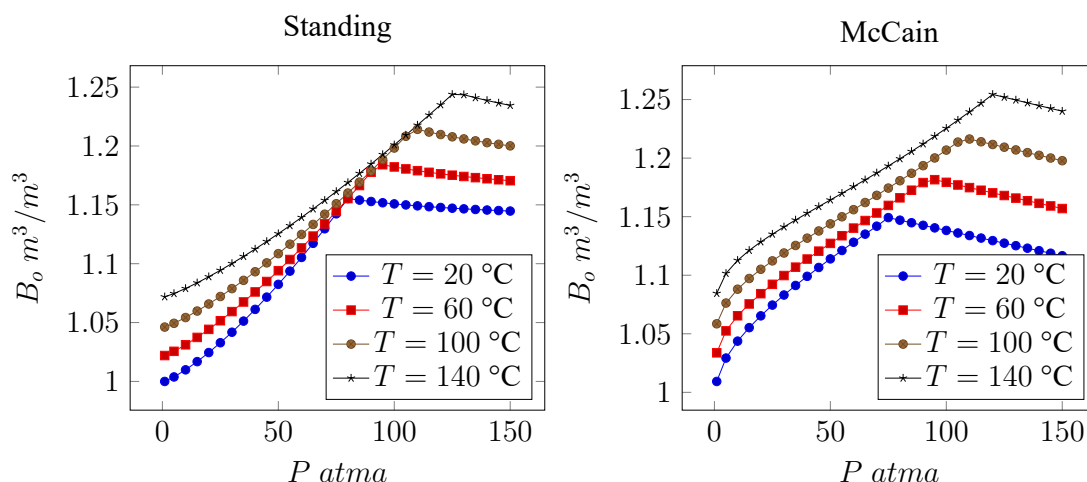 Standing
1.25
1.2
1.15
1.1
1.05
1
B_o m^3/m^3
0 50 100 150
P atma
T = 20 °C
T = 60 °C
T = 100 °C
T = 140 °C
McCain
1.25
1.2
1.15
1.1
1.05
1
B_o m^3/m^3
0 50 100 150
P atma
T = 20 °C
T = 60 °C
T = 100 °C
T = 140 °C